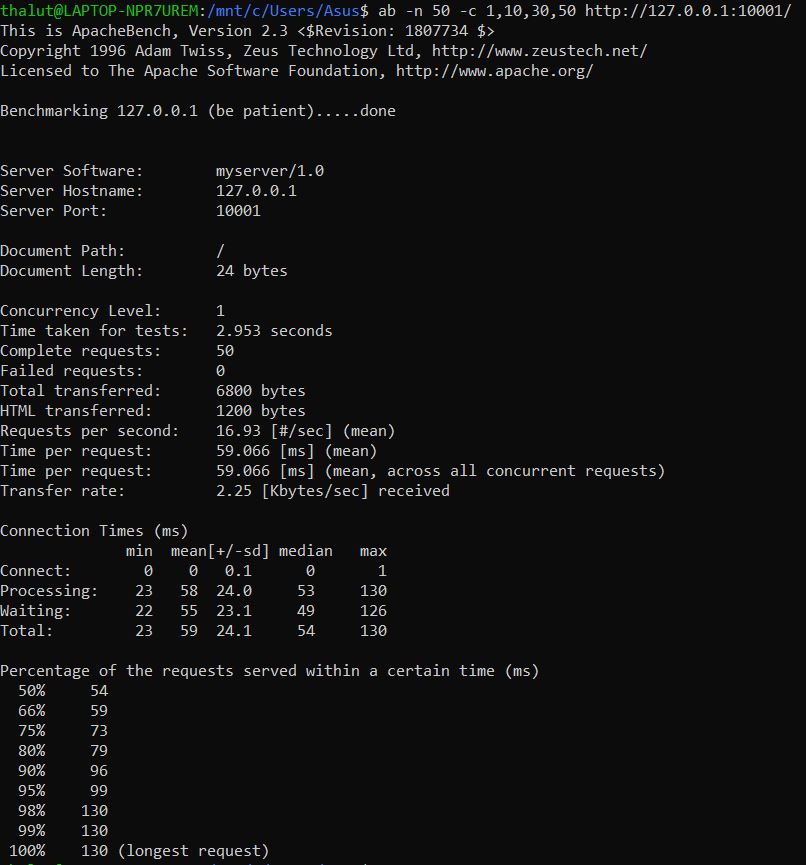 thalut@LAPTOP-NPR7UREM:/mnt/c/Users/Asus$ ab -n 50 -c 1,10,30,50 http://127.0.0.1:10001/
This is ApacheBench, Version 2.3 <$Revision: 1807734 $>
Copyright 1996 Adam Twiss, Zeus Technology Ltd, http://www.zeustech.net/
Licensed to The Apache Software Foundation, http://www.apache.org/

Benchmarking 127.0.0.1 (be patient).....done


Server Software:        myserver/1.0
Server Hostname:        127.0.0.1
Server Port:            10001

Document Path:          /
Document Length:        24 bytes

Concurrency Level:      1
Time taken for tests:   2.953 seconds
Complete requests:      50
Failed requests:        0
Total transferred:      6800 bytes
HTML transferred:       1200 bytes
Requests per second:    16.93 [#/sec] (mean)
Time per request:       59.066 [ms] (mean)
Time per request:       59.066 [ms] (mean, across all concurrent requests)
Transfer rate:          2.25 [Kbytes/sec] received

Connection Times (ms)
              min  mean[+/-sd] median   max
Connect:        0    0   0.1      0       1
Processing:    23   58  24.0     53     130
Waiting:       22   55  23.1     49     126
Total:         23   59  24.1     54     130

Percentage of the requests served within a certain time (ms)
  50%     54
  66%     59
  75%     73
  80%     79
  90%     96
  95%     99
  98%    130
  99%    130
 100%    130 (longest request)